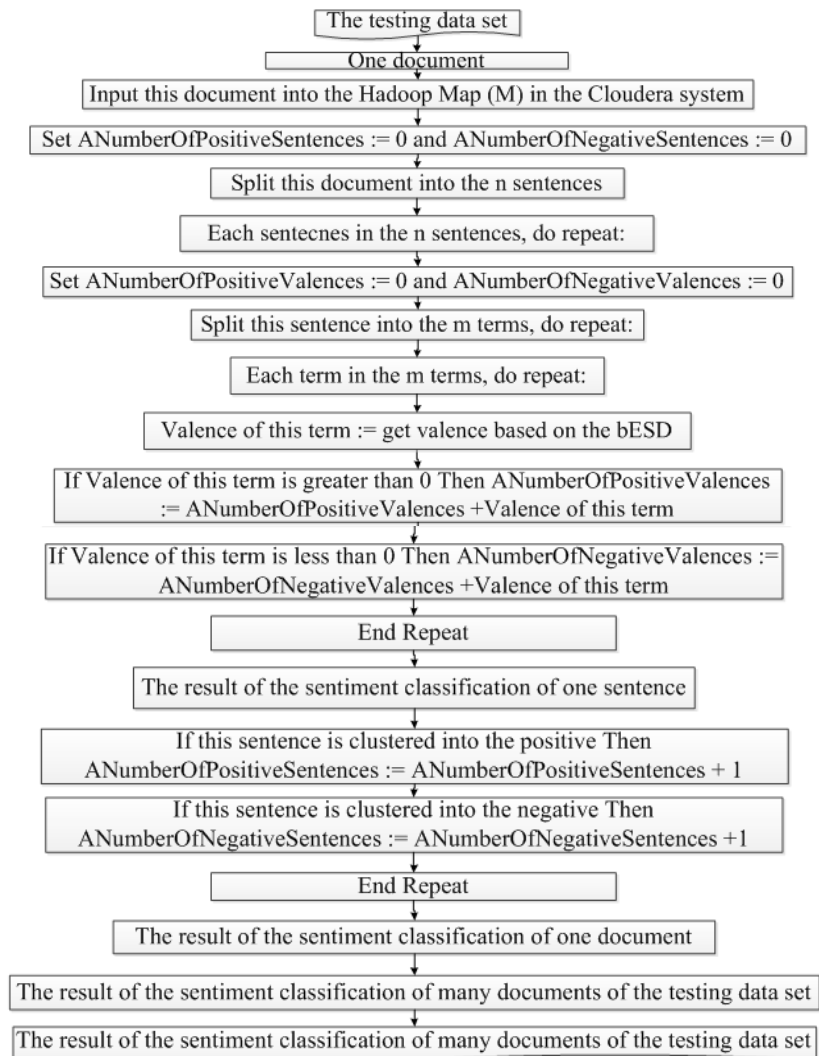 The testing data set
One document
Input this document into the Hadoop Map (M) in the Cloudera system
Set ANumberOfPositiveSentences := 0 and ANumberOfNegativeSentences := 0
Split this document into the n sentences
Each sentecnes in the n sentences, do repeat:
Set ANumberOfPositiveValences := 0 and ANumberOfNegativeValences := 0
Split this sentence into the m terms, do repeat:
Each term in the m terms, do repeat:
Valence of this term := get valence based on the bESD
If Valence of this term is greater than 0 Then ANumberOfPositiveValences
:= ANumberOfPositiveValences +Valence of this term
If Valence of this term is less than 0 Then ANumberOfNegativeValences :=
ANumberOfNegativeValences +Valence of this term
End Repeat
The result of the sentiment classification of one sentence
If this sentence is clustered into the positive Then
ANumberOfPositiveSentences := ANumberOfPositiveSentences + 1
If this sentence is clustered into the negative Then
ANumberOfNegativeSentences := ANumberOfNegativeSentences +1
End Repeat
The result of the sentiment classification of one document
The result of the sentiment classification of many documents of the testing data set
The result of the sentiment classification of many documents of the testing data set